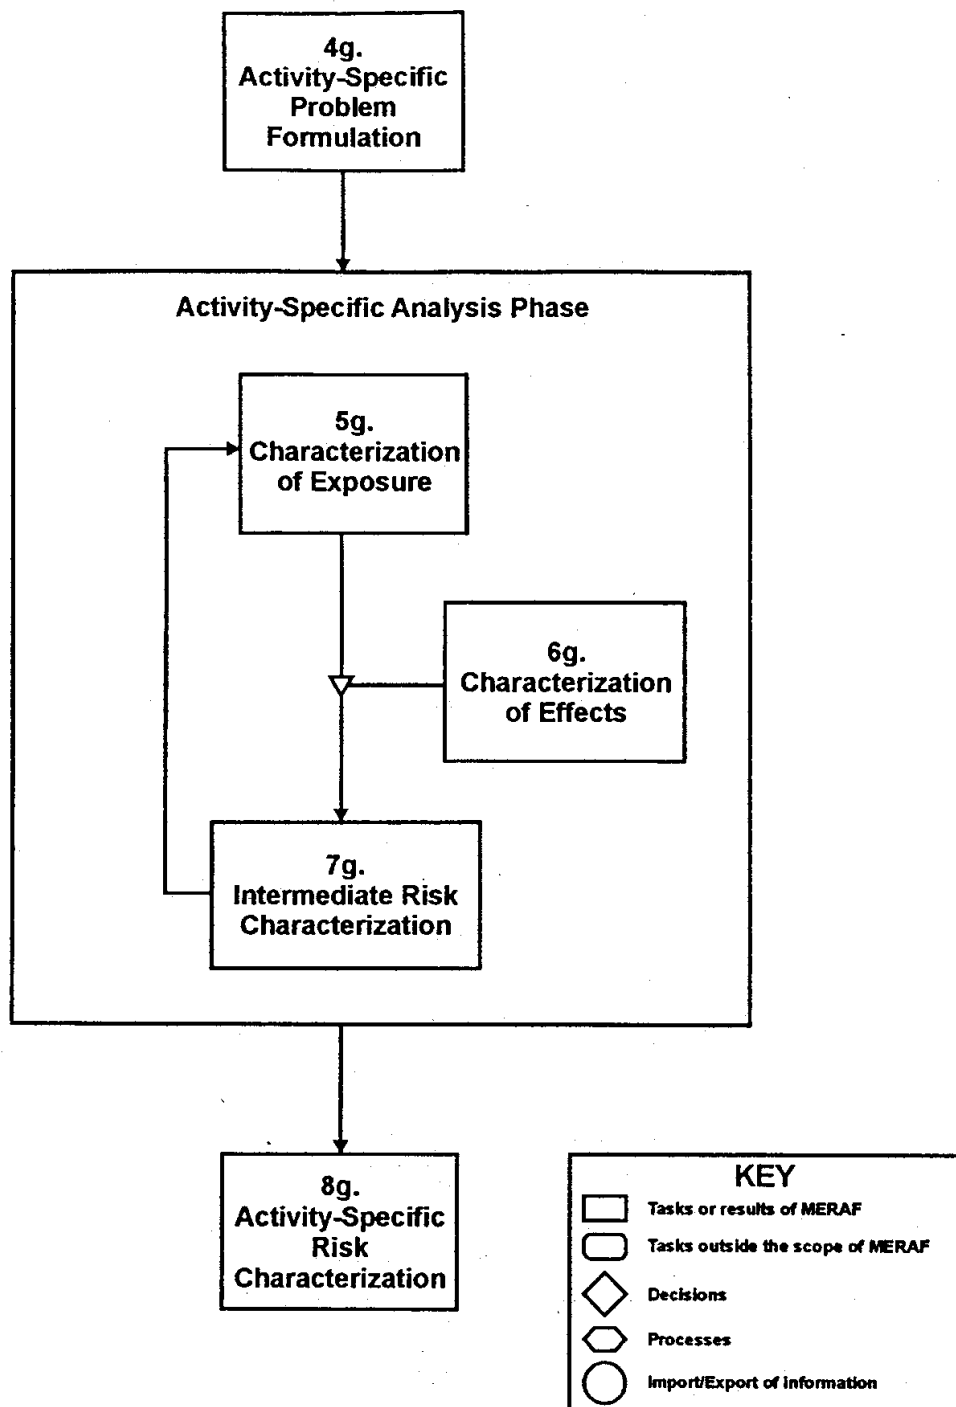 4g.
Activity-Specific
Problem
Formulation
Activity-Specific Analysis Phase
5g.
Characterization
of Exposure
6g.
Characterization
of Effects
7g.
Intermediate Risk
Characterization
8g.
Activity-Specific
Risk
Characterization
KEY
Tasks or results of MERAF
Tasks outside the scope of MERAF
Decisions
Processes
Import/Export of information